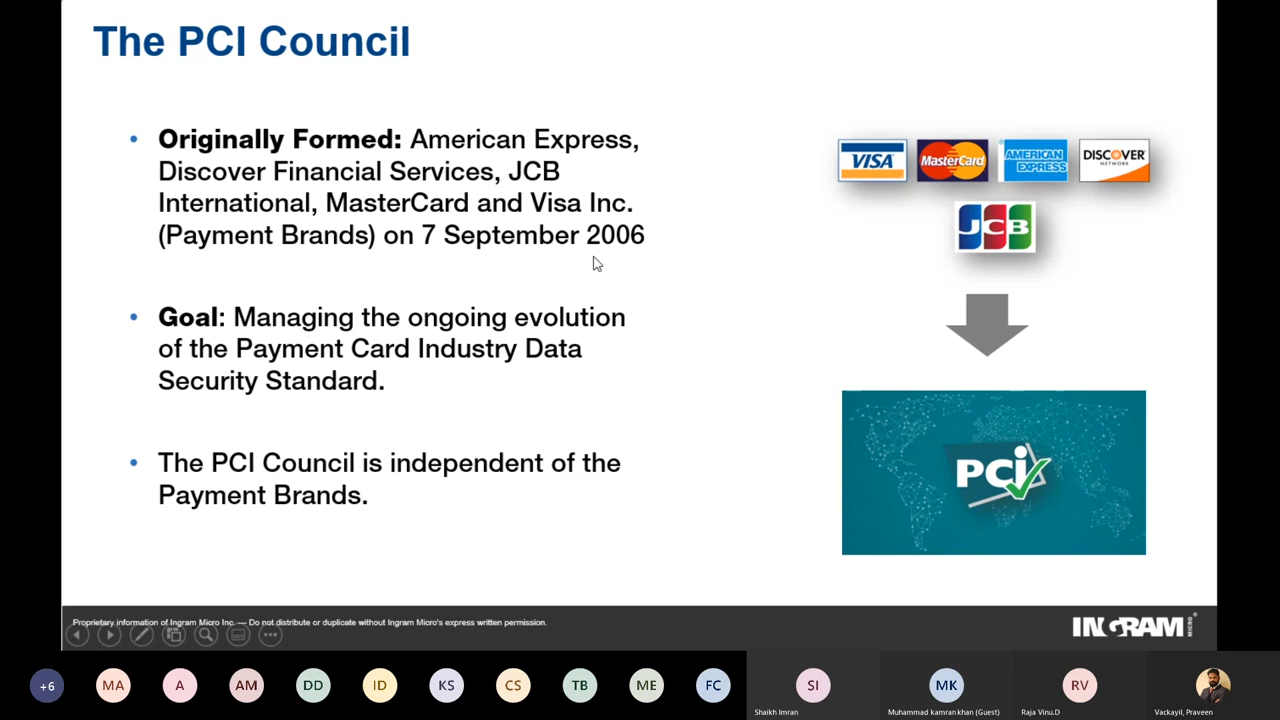 The PCI Council
• Originally Formed: American Express,
Discover Financial Services, JCB
International, MasterCard and Visa Inc.
(Payment Brands) on 7 September 2006
• Goal: Managing the ongoing evolution
of the Payment Card Industry Data
Security Standard.
• The PCI Council is independent of the
Payment Brands.
VISA
MasterCard
AMERICAN
EXPRESS
DISCOVER
NETWORK
JCB
PCi
Proprietary information of Ingram Micro Inc. — Do not distribute or duplicate without Ingram Micro's express written permission.
INGRAM
MICRO
+6
MA
A
AM
DD
ID
KS
CS
TB
ME
FC
SI
Shaikh Imran
MK
Muhammad kamran khan (Guest)
RV
Raja Vinu.D
Vackayil, Praveen